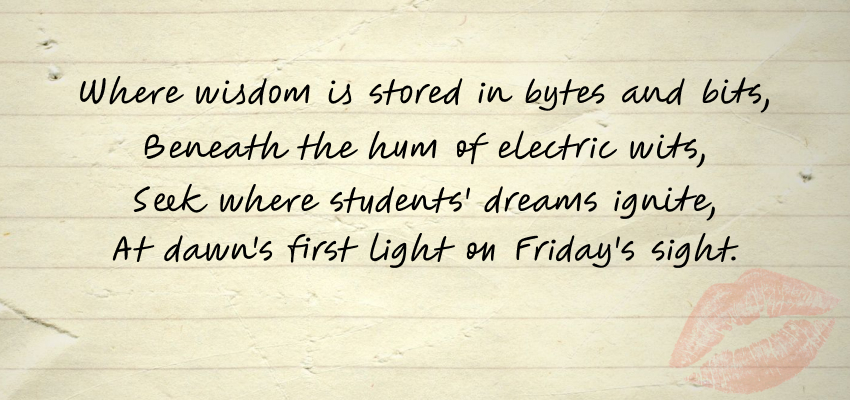 Where wisdom is stored in bytes and bits,
Beneath the hum of electric wits,
Seek where students' dreams ignite,
At dawn's first light on Friday's sight.